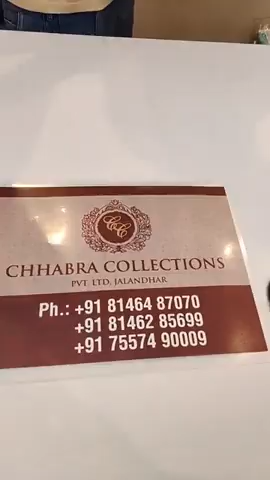 CC
CHHABRA COLLECTIONS
PVT. LTD, JALANDHAR
Ph.: +91 81464 87070
+91 81462 85699
+91 75574 90009